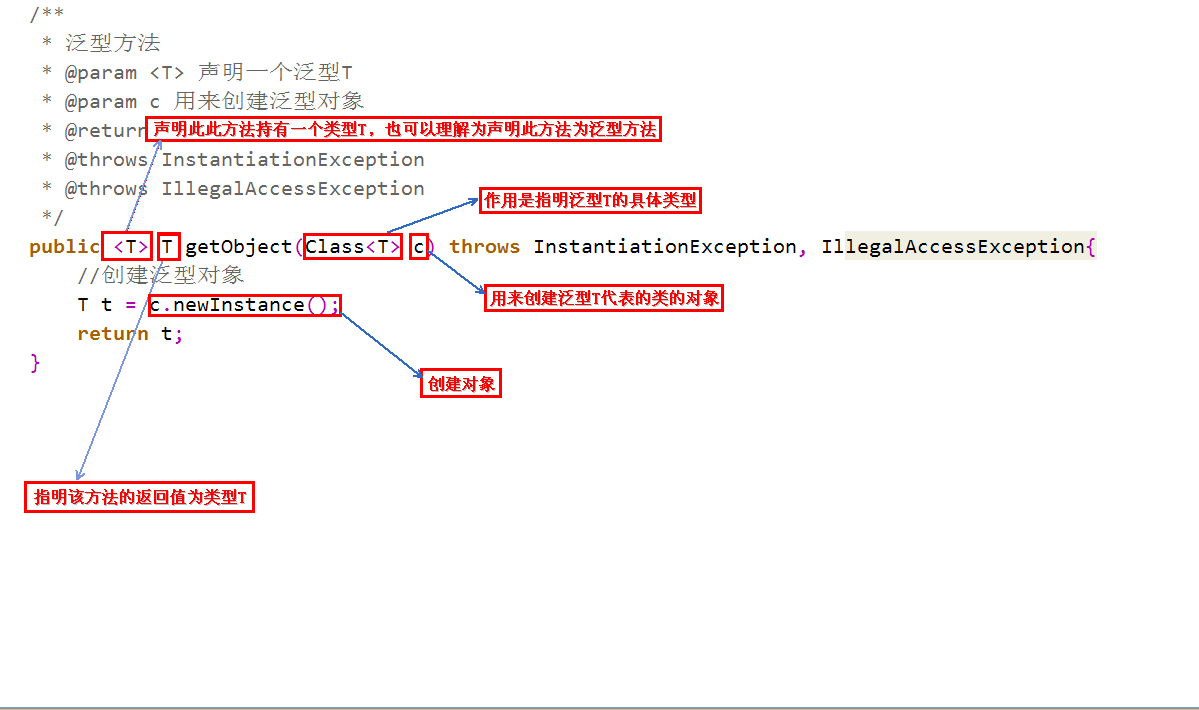 /**
* 泛型方法
* @param <T> 声明一个泛型T
* @param c 用来创建泛型对象
* @return 声明此此方法持有一个类型T，也可以理解为声明此方法为泛型方法
* @throws InstantiationException
* @throws IllegalAccessException
作用是指明泛型T的具体类型
*/
public <T> T getObject(Class<T> c) throws InstantiationException, IllegalAccessException{
//创建泛型对象
用来创建泛型T代表的类的对象
T t = c.newInstance();
return t;
}
创建对象
指明该方法的返回值为类型T